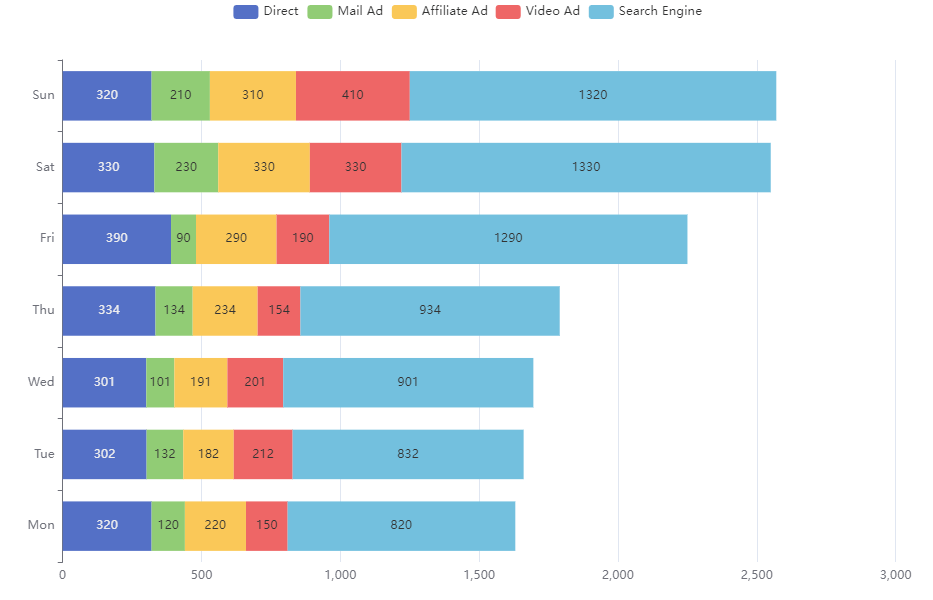 Direct Mail Ad Affiliate Ad Video Ad Search Engine
Sun 320 210 310 410 1320
Sat 330 230 330 330 1330
Fri 390 90 290 190 1290
Thu 334 134 234 154 934
Wed 301 101 191 201 901
Tue 302 132 182 212 832
Mon 320 120 220 150 820
0 500 1,000 1,500 2,000 2,500 3,000